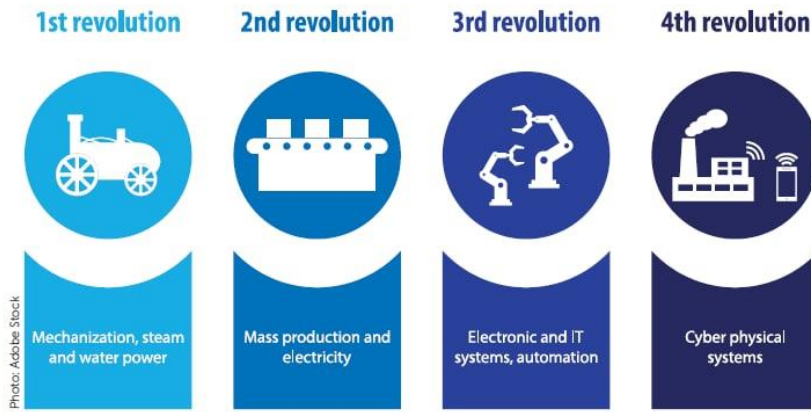 1st revolution
2nd revolution
3rd revolution
4th revolution
Mechanization, steam
and water power
Mass production and
electricity
Electronic and IT
systems, automation
Cyber physical
systems
Photo: Adobe Stock